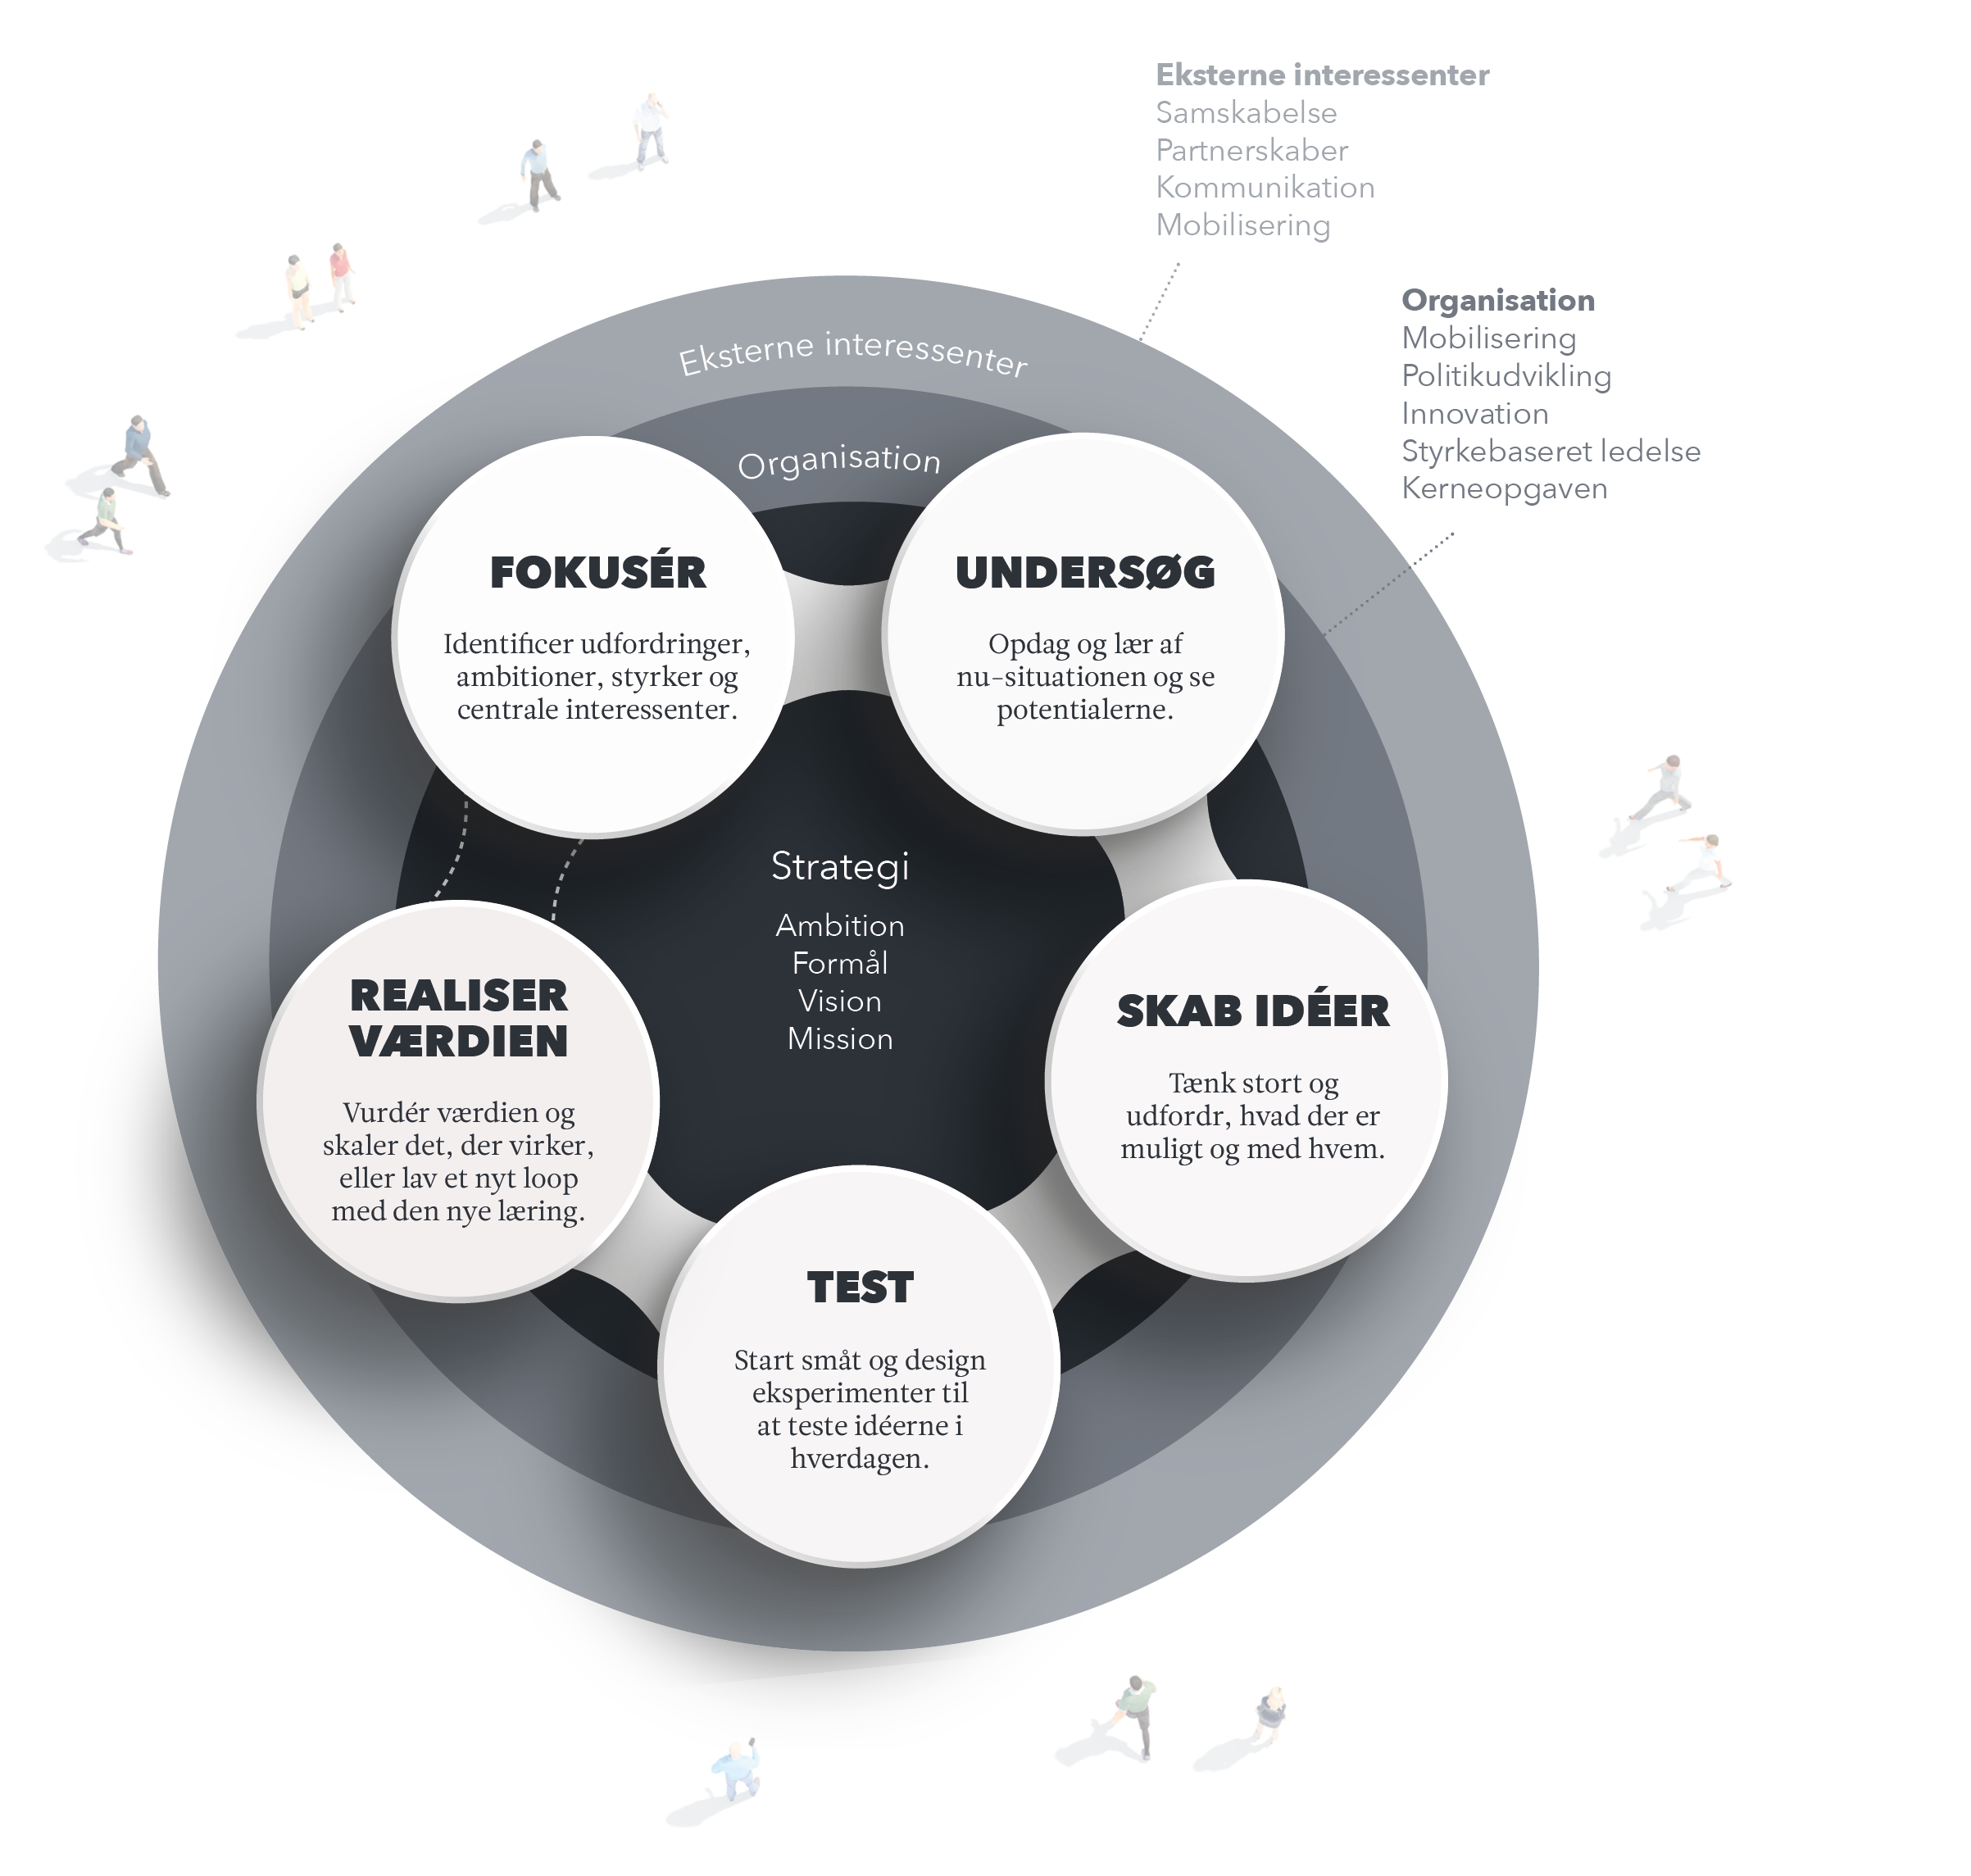 Eksterne interessenter
Samskabelse
Partnerskaber
Kommunikation
Mobilisering
Organisation
Mobilisering
Politikudvikling
Innovation
Styrkebaseret ledelse
Kerneopgaven
Eksterne interessenter
Organisation
FOKUSÉR
Identificer udfordringer,
ambitioner, styrker og
centrale interessenter.
UNDERSØG
Opdag og lær af
nu-situationen og se
potentialerne.
Strategi
Ambition
Formål
Vision
Mission
SKAB IDÉER
Tænk stort og
udfordr, hvad der er
muligt og med hvem.
TEST
Start småt og design
eksperimenter til
at teste idéerne i
hverdagen.
REALISER
VÆRDIEN
Vurdér værdien og
skaler det, der virker,
eller lav et nyt loop
med den nye læring.